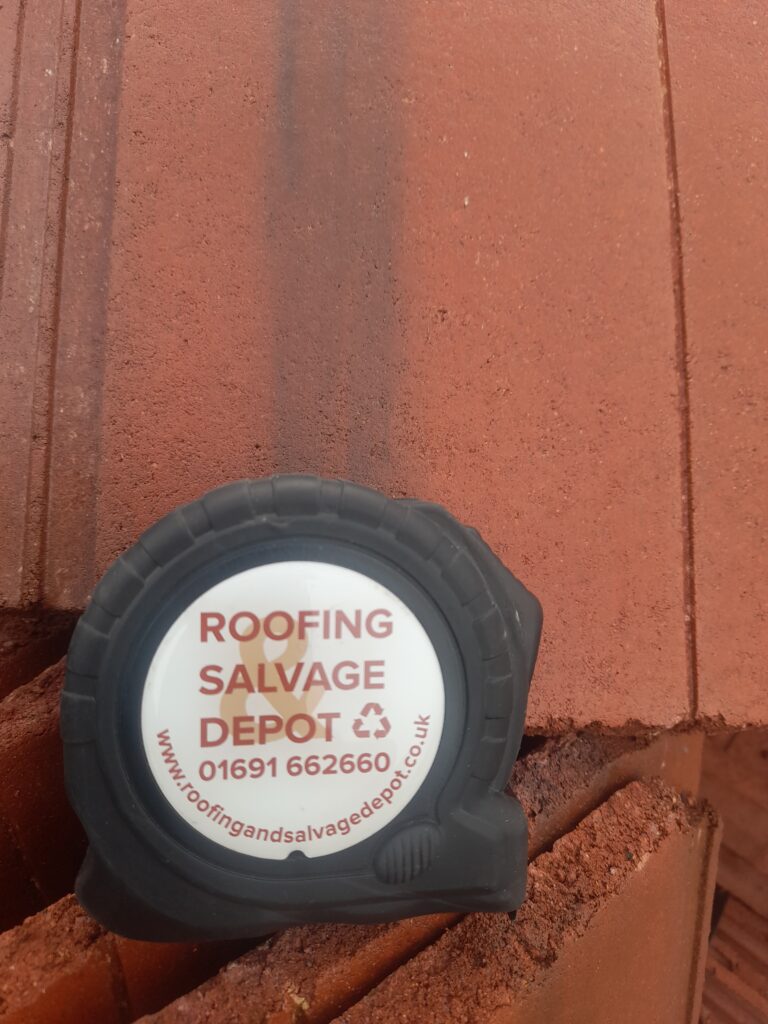 ROOFING
&
SALVAGE
DEPOT
01691 662660
www.roofingandsalvagedepot.co.uk